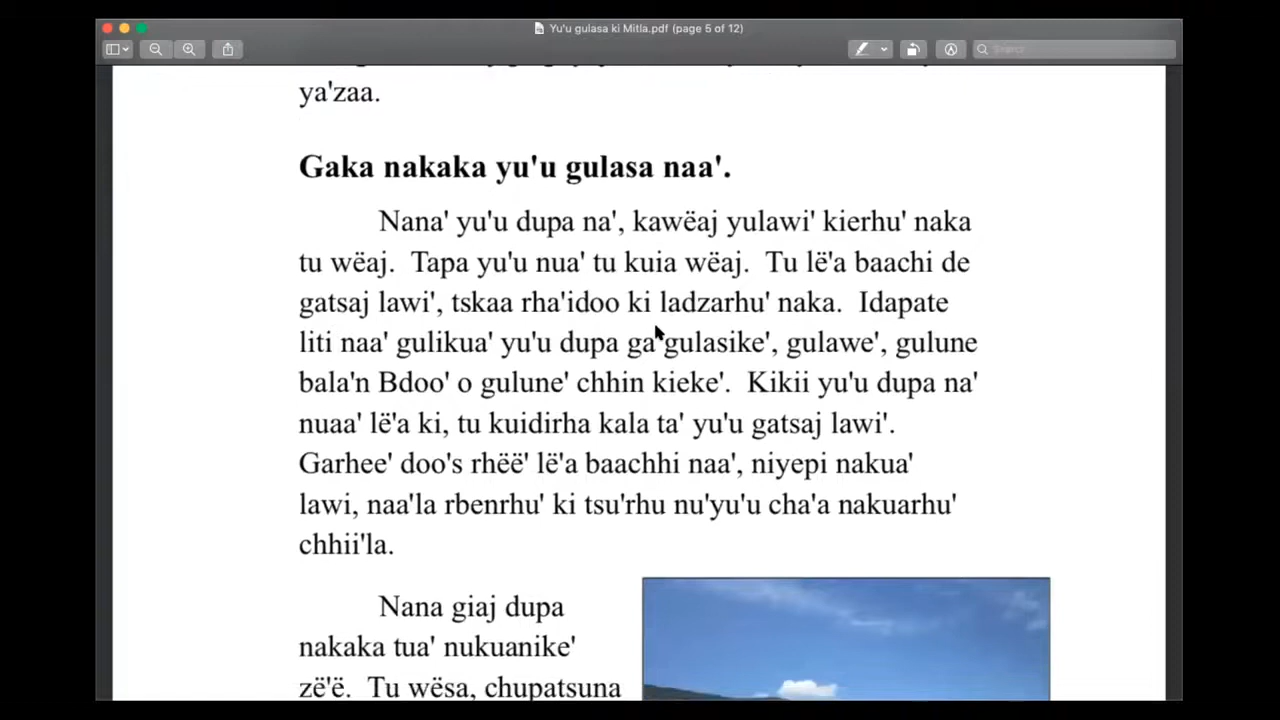 Yu'u gulasa ki Mitla.pdf (page 5 of 12)
Search
ya'zaa.
Gaka nakaka yu'u gulasa naa'.
Nana' yu'u dupa na', kawëaj yulawi' kierhu' naka
tu wëaj.  Tapa yu'u nua' tu kuia wëaj.  Tu lë'a baachi de
gatsaj lawi', tskaa rha'idoo ki ladzarhu' naka.  Idapate
liti naa' gulikua' yu'u dupa ga gulasike', gulawe', gulune
bala'n Bdoo' o gulune' chhin kieke'.  Kikii yu'u dupa na'
nuaa' lë'a ki, tu kuidirha kala ta' yu'u gatsaj lawi'.
Garhee' doo's rhëë' lë'a baachhi naa', niyepi nakua'
lawi, naa'la rbenrhu' ki tsu'rhu nu'yu'u cha'a nakuarhu'
chhii'la.
Nana giaj dupa
nakaka tua' nukuanike'
zë'ë.  Tu wësa, chupatsuna